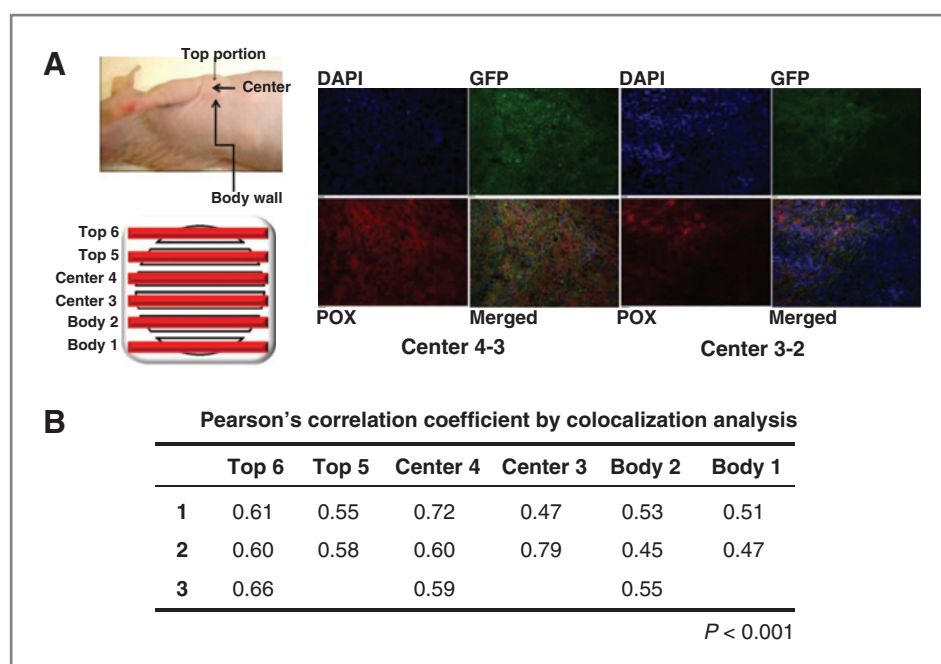 A
Top portion
Center
Body wall
Top 6
Top 5
Center 4
Center 3
Body 2
Body 1
DAPI GFP DAPI GFP
POX Merged POX Merged
Center 4-3 Center 3-2
B
Pearson’s correlation coefficient by colocalization analysis
Top 6 Top 5 Center 4 Center 3 Body 2 Body 1
1 0.61 0.55 0.72 0.47 0.53 0.51
2 0.60 0.58 0.60 0.79 0.45 0.47
3 0.66 0.59 0.55
P < 0.001